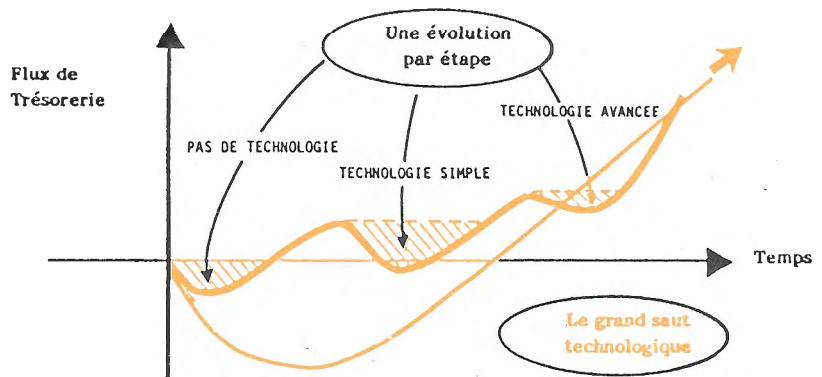 Une évolution
par étape
Flux de
Trésorerie
TECHNOLOGIE AVANCEE
PAS DE TECHNOLOGIE
TECHNOLOGIE SIMPLE
Temps
Le grand saut
technologique